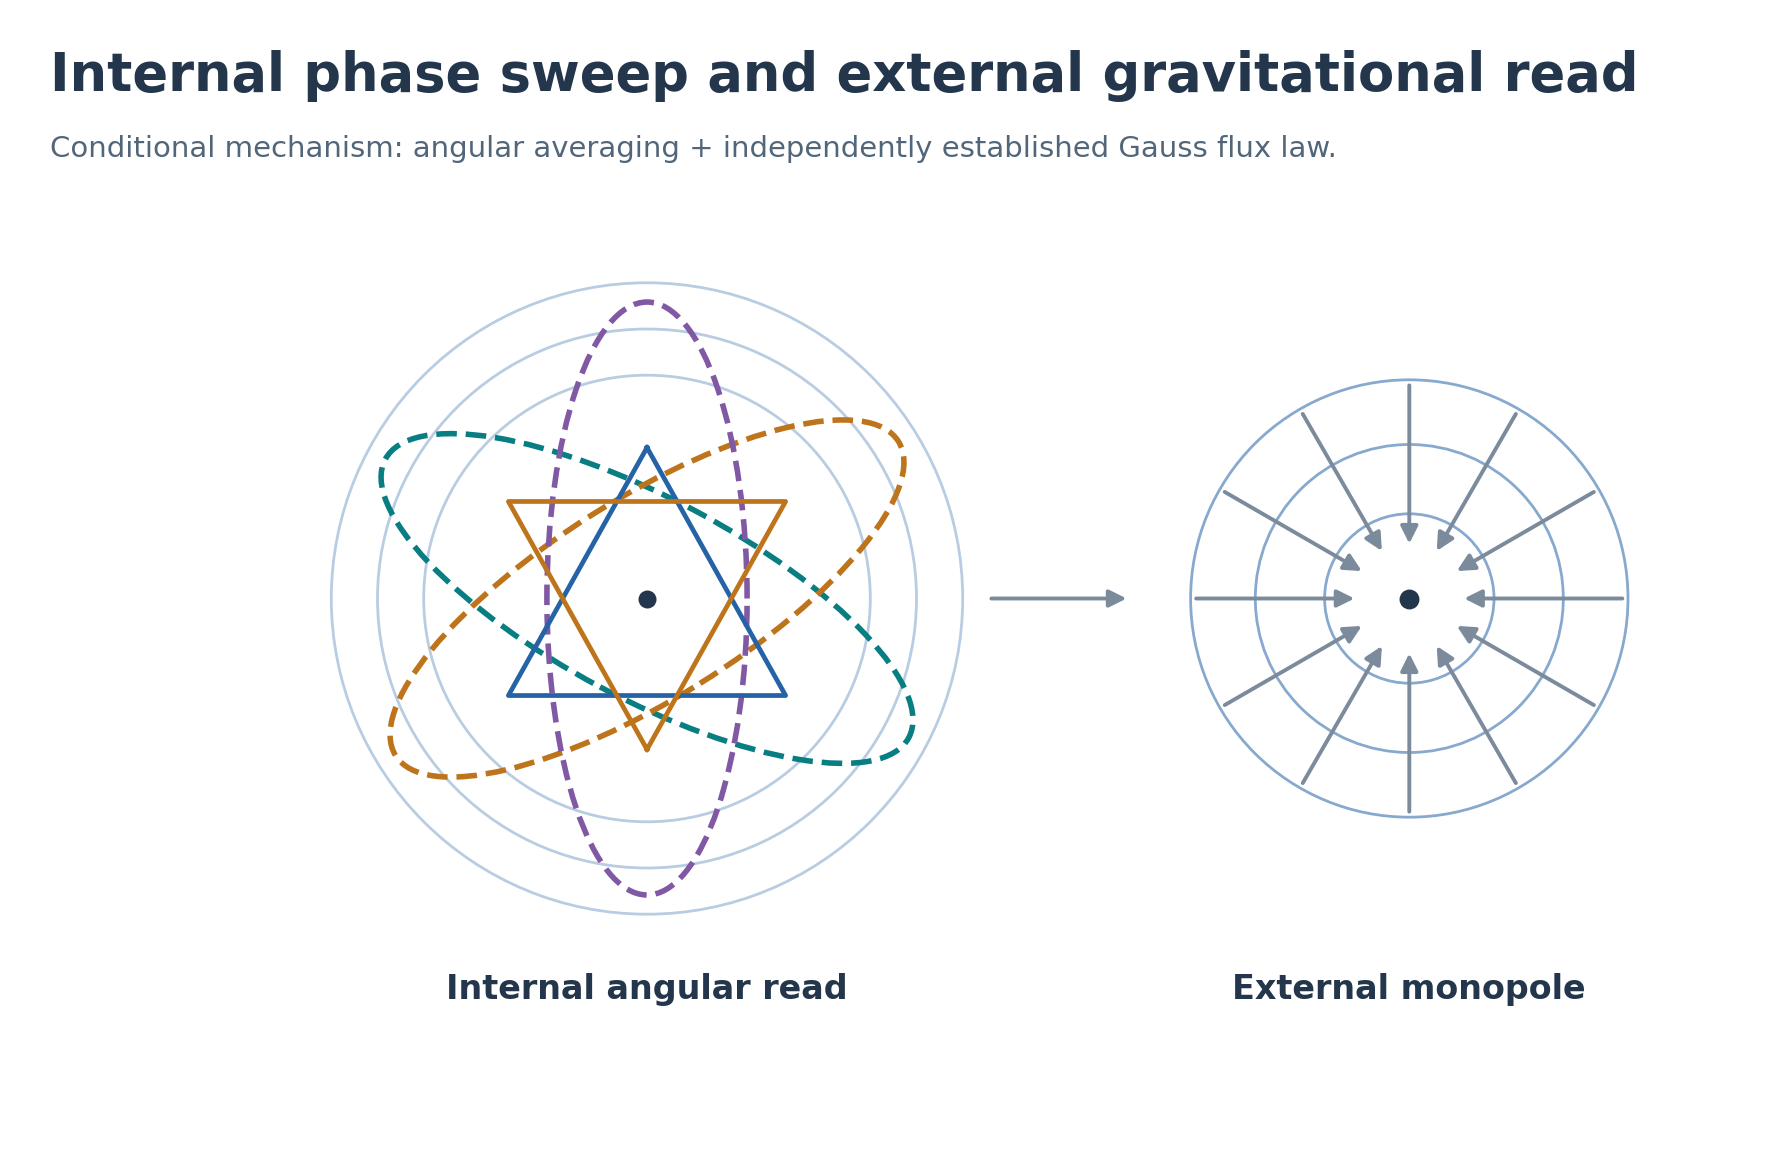 Internal phase sweep and external gravitational read
Conditional mechanism: angular averaging + independently established Gauss flux law.
Internal angular read
External monopole